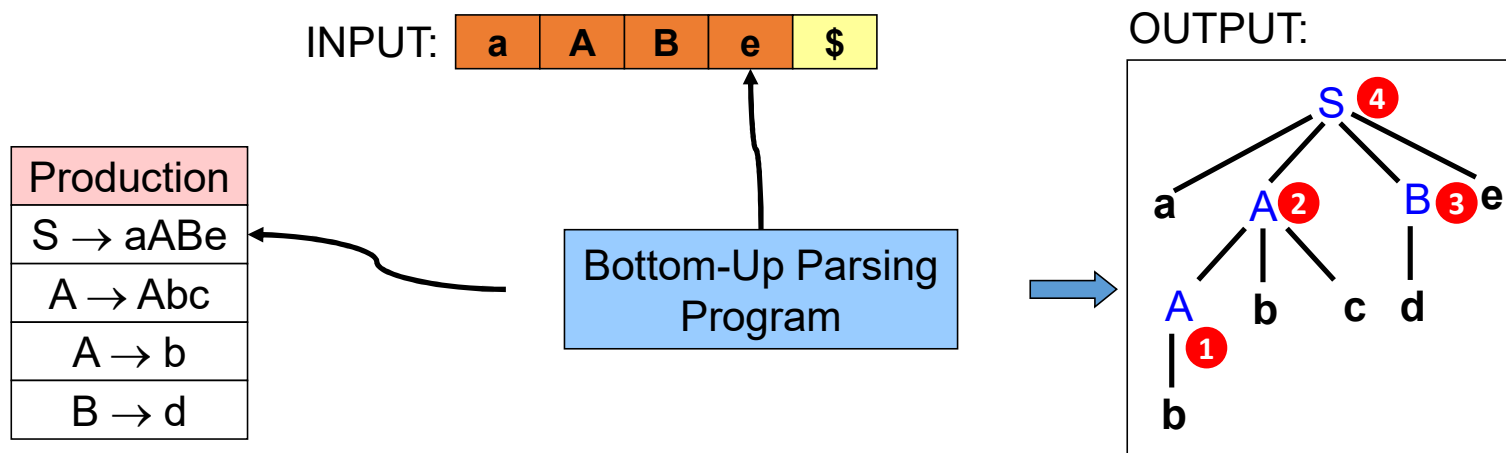 INPUT: a A B e $
OUTPUT:
Production
S → aABe
A → Abc
A → b
B → d
Bottom-Up Parsing
Program
S 4
a A 2 B 3 e
A b c d
1
b